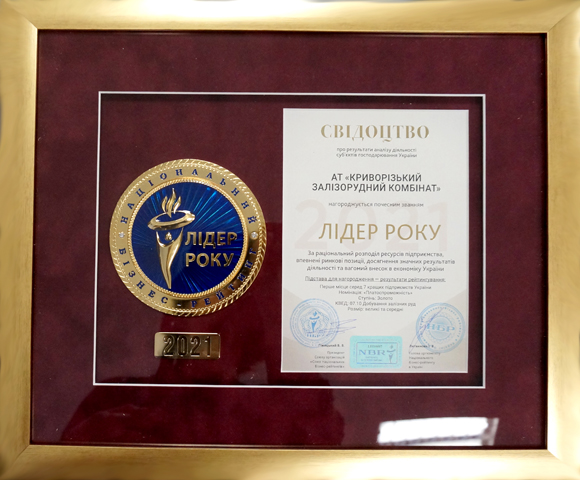 НАЦІОНАЛЬНИЙ
БІЗНЕС-РЕЙТИНГ
ЛІДЕР
РОКУ
2021
СВІДОЦТВО
про результати аналізу діяльності
суб'єктів господарювання України
АТ «КРИВОРІЗЬКИЙ
ЗАЛІЗОРУДНИЙ КОМБІНАТ»
нагороджується почесним званням
ЛІДЕР РОКУ
За раціональний розподіл ресурсів підприємства,
впевнені ринкові позиції, досягнення значних результатів
діяльності та вагомий внесок в економіку України
Підстава для нагородження — результати рейтингування:
Перше місце серед 7 кращих підприємств України
Ступінь: Золото
КВЕД: 07.10 Добування залізних руд
Розмір: великі та середні
NBR